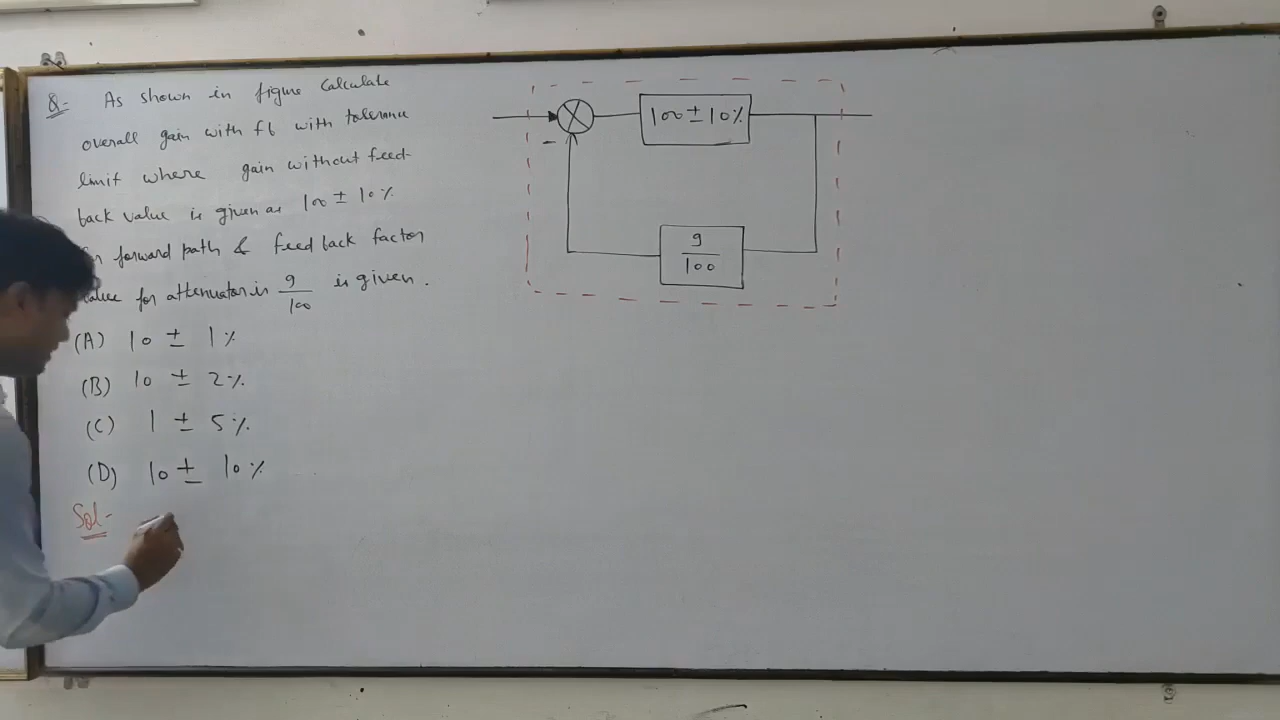 Q:- As shown in figure Calculate
overall gain with fb with tolerance
limit where gain without feed-
back value is given as 100 ± 10%
forward path & feed back factor
for attenuator is 9/100 is given.
(A) 10 ± 1%
(B) 10 ± 2%
(C) 1 ± 5%
(D) 10 ± 10%
Sol-
100 ± 10%
-
9/100